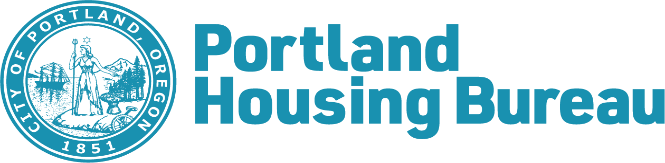 CITY OF PORTLAND, OREGON
1851
Portland
Housing Bureau